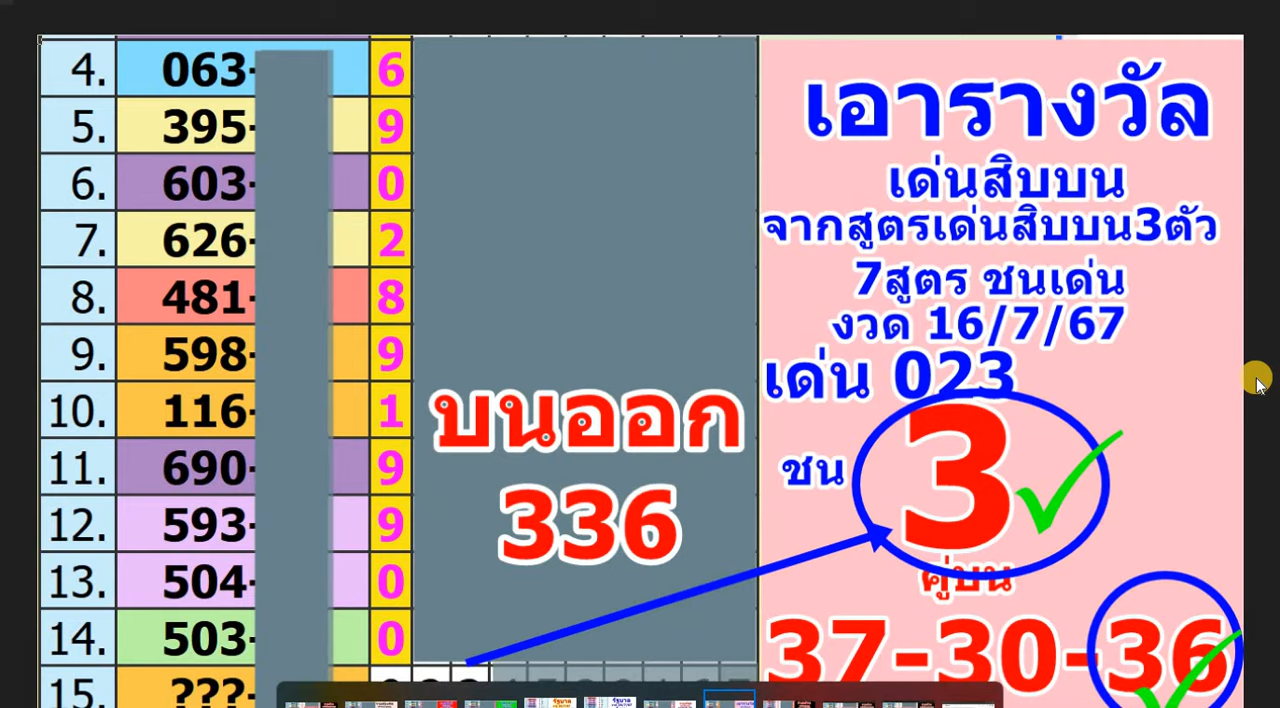 4. 063- 6
5. 395- 9
6. 603- 0
7. 626- 2
8. 481- 8
9. 598- 9
10. 116- 1
11. 690- 9
12. 593- 9
13. 504- 0
14. 503- 0
15. ???-
บนออก
336
เอารางวัล
เด่นสิบบน
จากสูตรเด่นสิบบน3ตัว
7สูตร ชนเด่น
งวด 16/7/67
เด่น 023
ชน 3
คู่บน
37-30-36